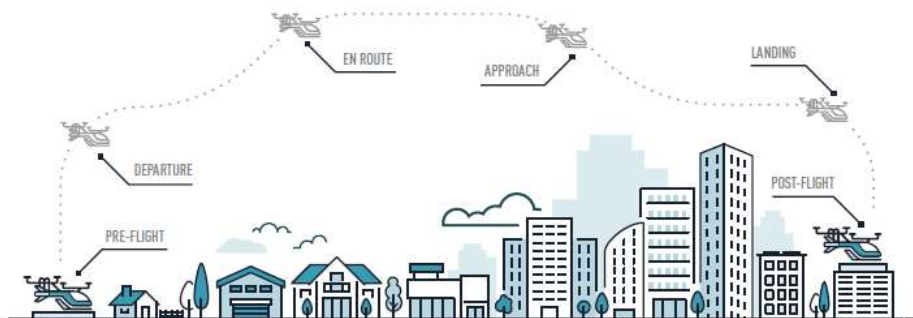 PRE-FLIGHT
DEPARTURE
EN ROUTE
APPROACH
LANDING
POST-FLIGHT